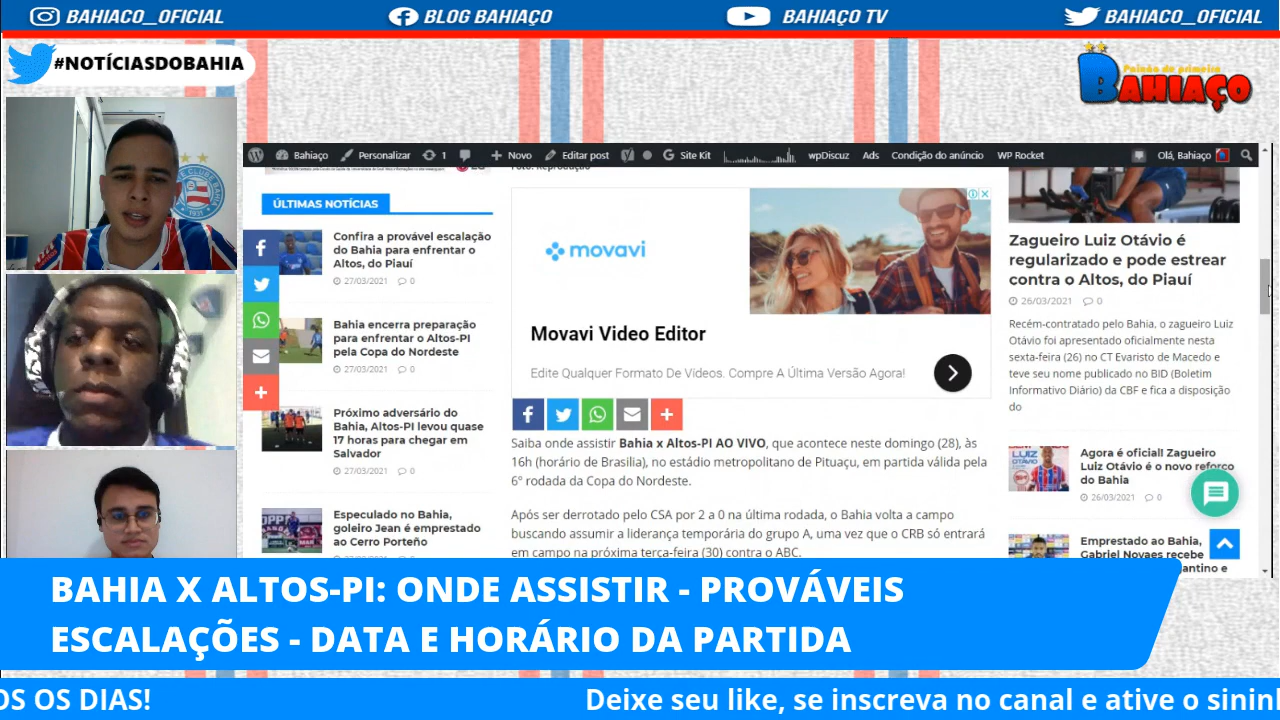 BAHIACO_OFICIAL
BLOG BAHIAÇO
BAHIAÇO TV
BAHIACO_OFICIAL
#NOTÍCIASDOBAHIA
Paixão de primeira
BAHIAÇO
Bahiaço
Personalizar
1
Novo
Editar post
Site Kit
wpDiscuz
Ads
Condição do anúncio
WP Rocket
Olá, Bahiaço
ÚLTIMAS NOTÍCIAS
Confira a provável escalação
do Bahia para enfrentar o
Altos, do Piauí
27/03/2021 0
Bahia encerra preparação
para enfrentar o Altos-PI
pela Copa do Nordeste
27/03/2021 0
Próximo adversário do
Bahia, Altos-PI levou quase
17 horas para chegar em
Salvador
27/03/2021 0
Especulado no Bahia,
goleiro Jean é emprestado
ao Cerro Porteño
Foto: Reprodução
movavi
Movavi Video Editor
Edite Qualquer Formato De Videos. Compre A Última Versão Agora!
Saiba onde assistir Bahia x Altos-PI AO VIVO, que acontece neste domingo (28), às
16h (horário de Brasília), no estádio metropolitano de Pituaçu, em partida válida pela
6º rodada da Copa do Nordeste.
Após ser derrotado pelo CSA por 2 a 0 na última rodada, o Bahia volta a campo
buscando assumir a liderança temporária do grupo A, uma vez que o CRB só entrará
em campo na próxima terça-feira (30) contra o ABC.
Zagueiro Luiz Otávio é
regularizado e pode estrear
contra o Altos, do Piauí
26/03/2021 0
Recém-contratado pelo Bahia, o zagueiro Luiz
Otávio foi apresentado oficialmente nesta
sexta-feira (26) no CT Evaristo de Macedo e
teve seu nome publicado no BID (Boletim
Informativo Diário) da CBF e fica a disposição
do
Agora é oficial! Zagueiro
Luiz Otávio é o novo reforço
do Bahia
26/03/2021 0
Emprestado ao Bahia,
Gabriel Novaes recebe
BAHIA X ALTOS-PI: ONDE ASSISTIR - PROVÁVEIS
ESCALAÇÕES - DATA E HORÁRIO DA PARTIDA
OS OS DIAS!
Deixe seu like, se inscreva no canal e ative o sinin